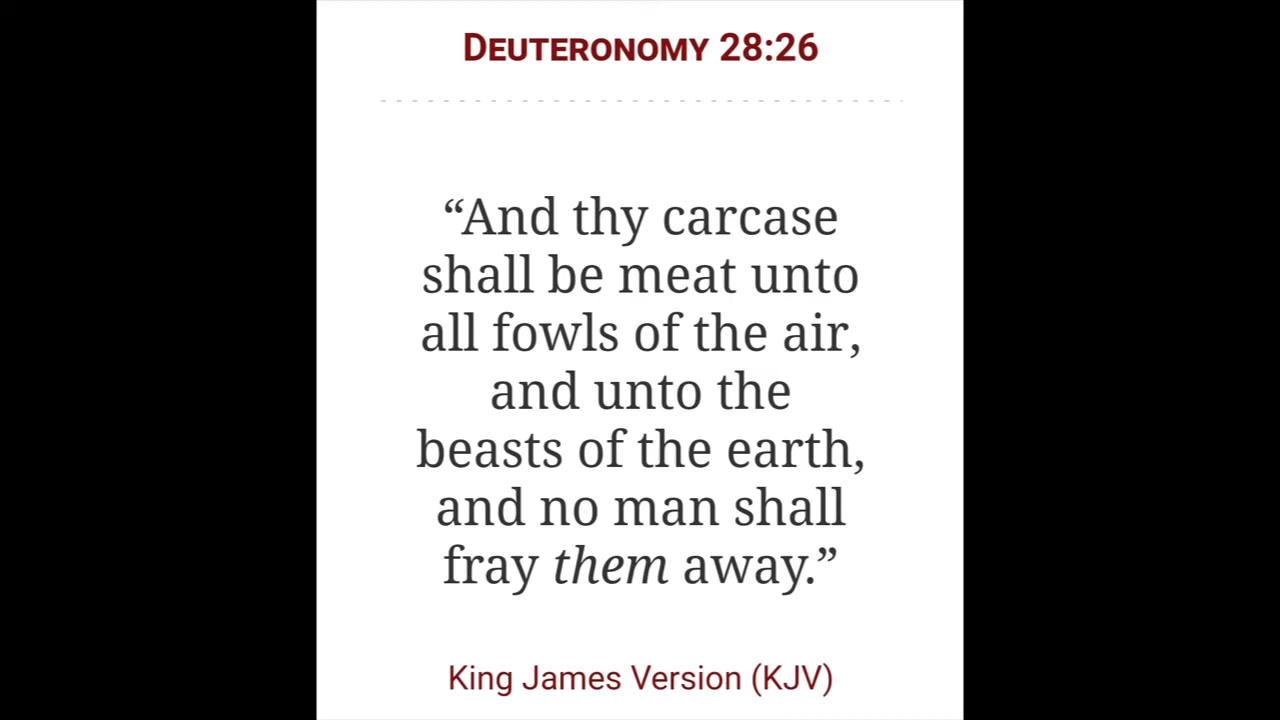 DEUTERONOMY 28:26
“And thy carcase
shall be meat unto
all fowls of the air,
and unto the
beasts of the earth,
and no man shall
fray them away.”
King James Version (KJV)